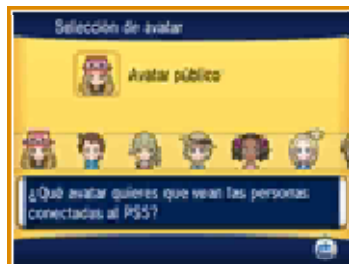 Selección de avatar
Avatar público
¿Qué avatar quieres que vean las personas
conectadas al PSS?